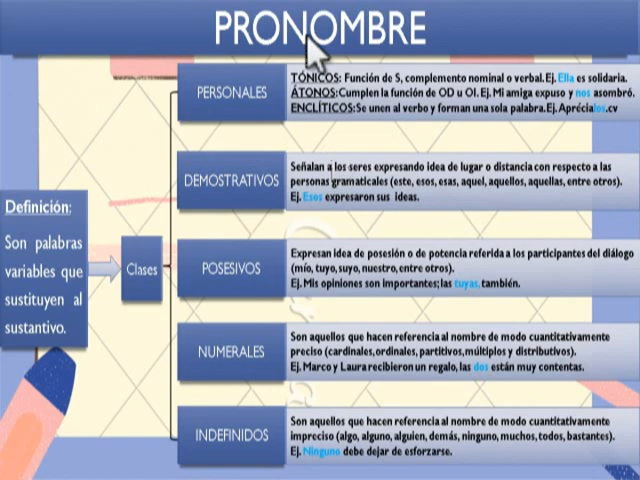 PRONOMBRE
Definición:
Son palabras
variables que
sustituyen al
sustantivo.
Clases
PERSONALES
TÓNICOS: Función de S, complemento nominal o verbal. Ej. Ella es solidaria.
ÁTONOS:Cumplen la función de OD u OI. Ej. Mi amiga expuso y nos asombró.
ENCLÍTICOS:Se unen al verbo y forman una sola palabra. Ej. Aprécialos.cv
DEMOSTRATIVOS
Señalan a los seres expresando idea de lugar o distancia con respecto a las
personas gramaticales (este, esos, esas, aquel, aquellos, aquellas, entre otros).
Ej. Esos expresaron sus ideas.
POSESIVOS
Expresan idea de posesión o de potencia referida a los participantes del diálogo
(mío, tuyo, suyo, nuestro, entre otros).
Ej. Mis opiniones son importantes; las tuyas, también.
NUMERALES
Son aquellos que hacen referencia al nombre de modo cuantitativamente
preciso (cardinales, ordinales, partitivos, múltiplos y distributivos).
Ej. Marco y Laura recibieron un regalo, las dos están muy contentas.
INDEFINIDOS
Son aquellos que hacen referencia al nombre de modo cuantitativamente
impreciso (algo, alguno, alguien, demás, ninguno, muchos, todos, bastantes).
Ej. Ninguno debe dejar de esforzarse.